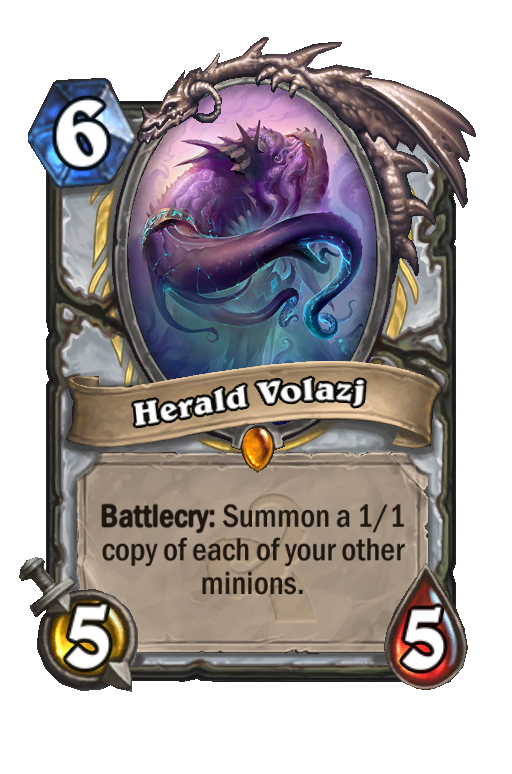 6
Herald Volazj
Battlecry: Summon a 1/1
copy of each of your other
minions.
5
5